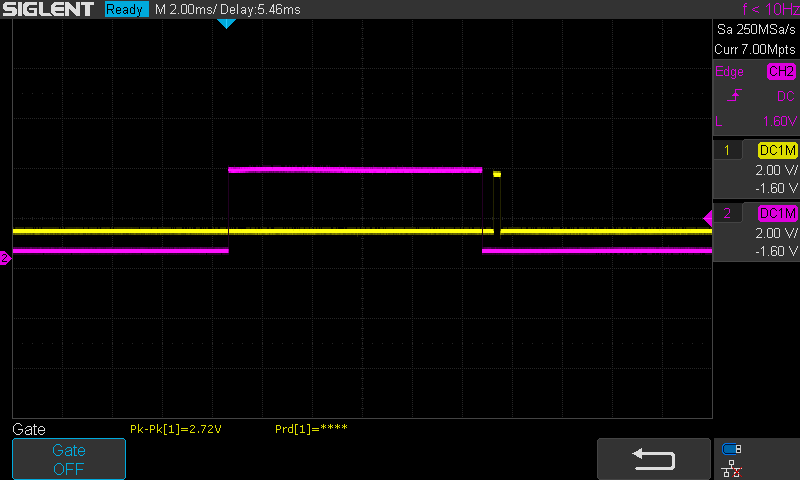 SIGLENT Ready M 2.00ms/ Delay:5.46ms f < 10Hz
Sa 250MSa/s
Curr 7.00Mpts
Edge CH2
DC
L 1.60V
1 DC1M
2.00 V/
-1.60 V
2 DC1M
2.00 V/
-1.60 V
2
Gate Pk-Pk[1]=2.72V Prd[1]=****
Gate
OFF